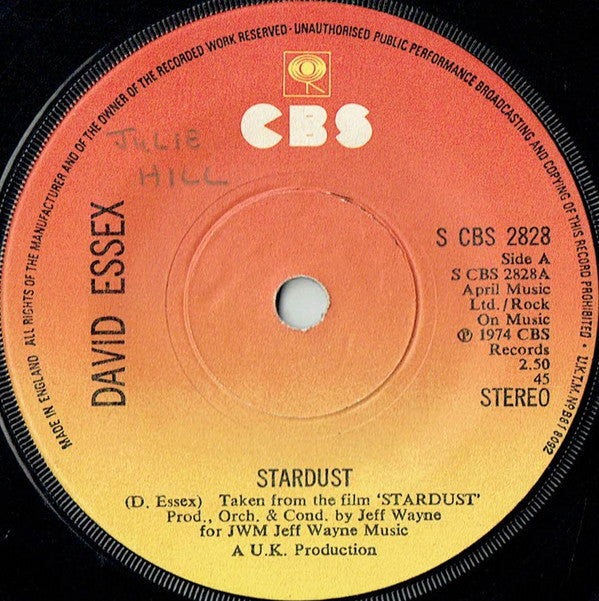 MADE IN ENGLAND ALL RIGHTS OF THE MANUFACTURER AND OF THE OWNER OF THE RECORDED WORK RESERVED - UNAUTHORISED PUBLIC PERFORMANCE BROADCASTING AND COPYING OF THIS RECORD PROHIBITED • U.K.T.M. No B618092
CBS
JULIE
HILL
DAVID ESSEX
S CBS 2828
Side A
S CBS 2828A
April Music
Ltd./Rock
On Music
℗ 1974 CBS
Records
2.50
45
STEREO
STARDUST
(D. Essex) Taken from the film 'STARDUST'
Prod., Orch. & Cond. by Jeff Wayne
for JWM Jeff Wayne Music
A U.K. Production